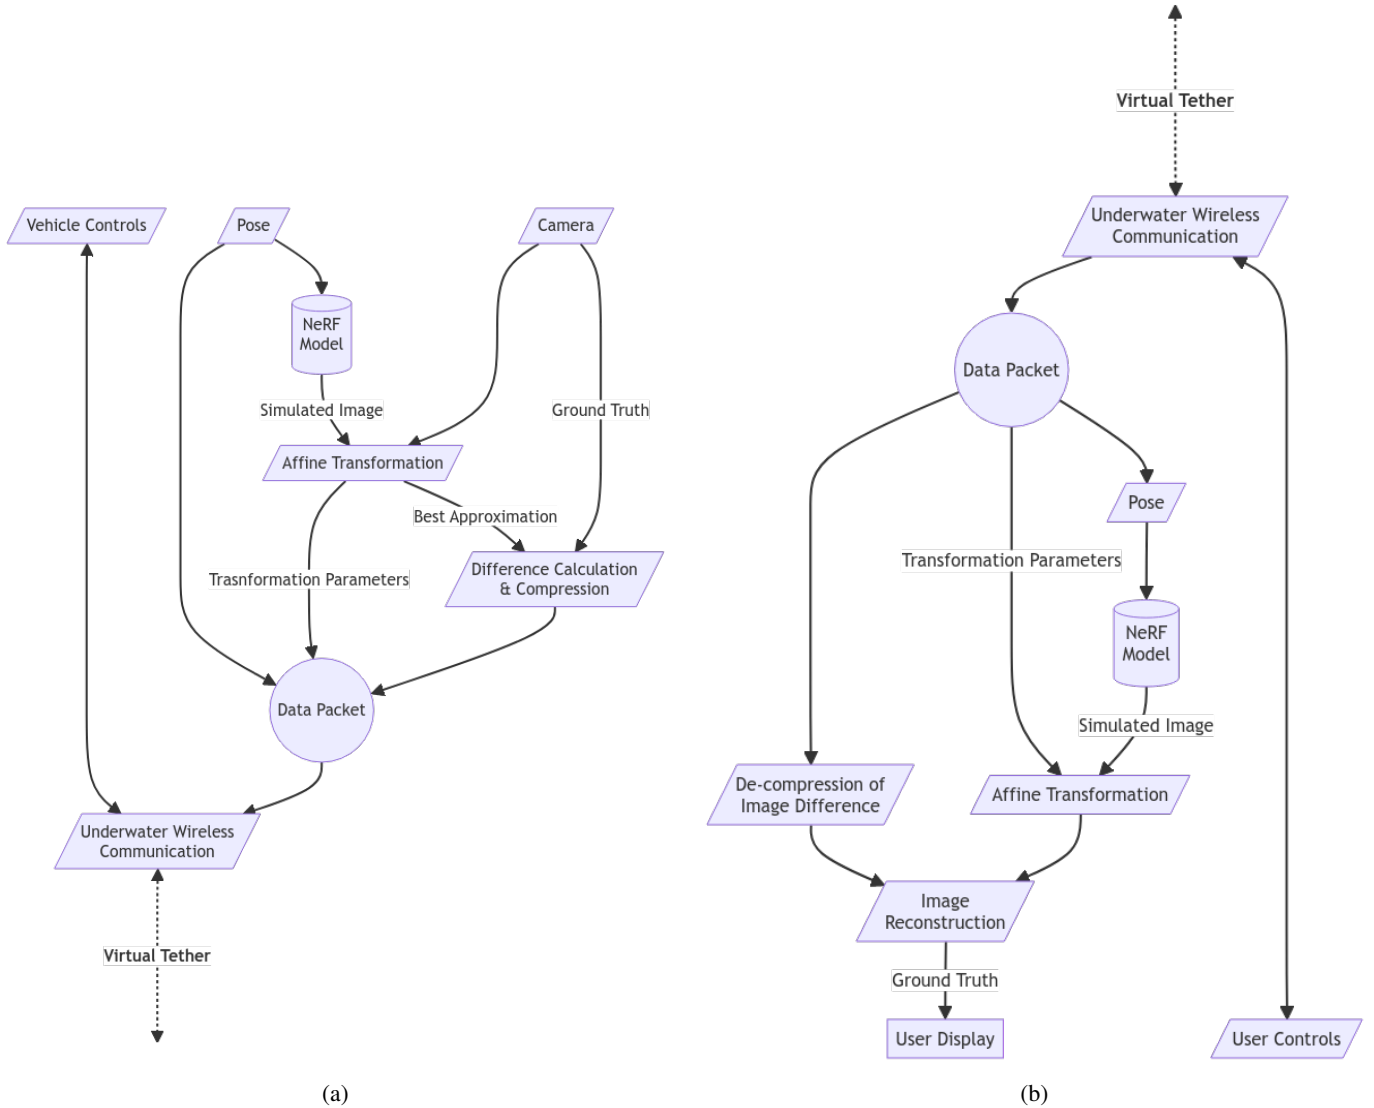 Vehicle Controls
Pose
Camera
NeRF
Model
Simulated Image
Ground Truth
Affine Transformation
Best Approximation
Difference Calculation
& Compression
Trasnformation Parameters
Data Packet
Underwater Wireless
Communication
Virtual Tether
(a)
Virtual Tether
Underwater Wireless
Communication
Data Packet
Pose
Transformation Parameters
NeRF
Model
Simulated Image
De-compression of
Image Difference
Affine Transformation
Image
Reconstruction
Ground Truth
User Display
User Controls
(b)